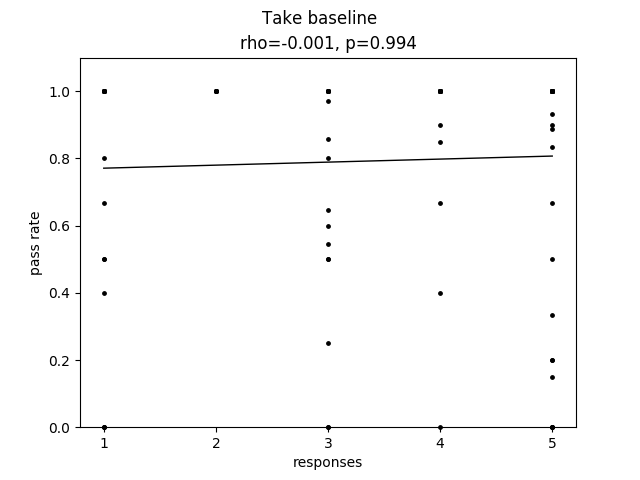 Take baseline
rho=-0.001, p=0.994
1.0
0.8
0.6
0.4
0.2
0.0
pass rate
1 2 3 4 5
responses